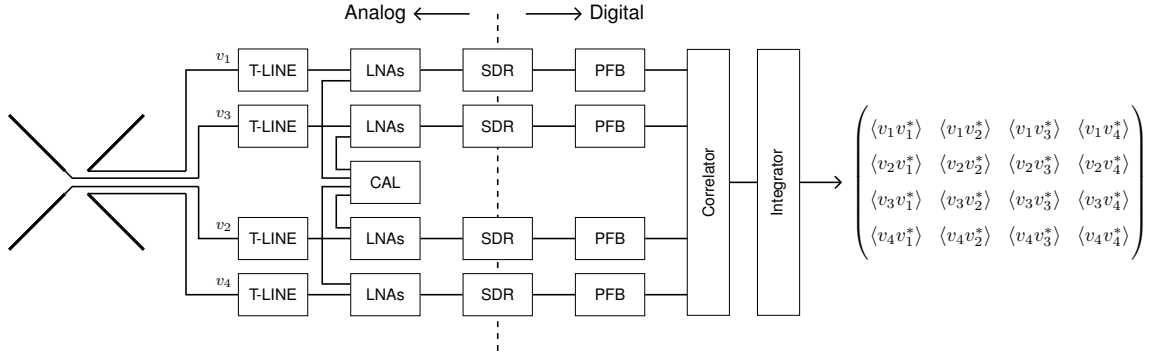 Analog Digital
v1 T-LINE LNAs SDR PFB
v3 T-LINE LNAs SDR PFB
CAL
v2 T-LINE LNAs SDR PFB
v4 T-LINE LNAs SDR PFB
Correlator
Integrator
⟨v₁v₁*⟩ ⟨v₁v₂*⟩ ⟨v₁v₃*⟩ ⟨v₁v₄*⟩
⟨v₂v₁*⟩ ⟨v₂v₂*⟩ ⟨v₂v₃*⟩ ⟨v₂v₄*⟩
⟨v₃v₁*⟩ ⟨v₃v₂*⟩ ⟨v₃v₃*⟩ ⟨v₃v₄*⟩
⟨v₄v₁*⟩ ⟨v₄v₂*⟩ ⟨v₄v₃*⟩ ⟨v₄v₄*⟩